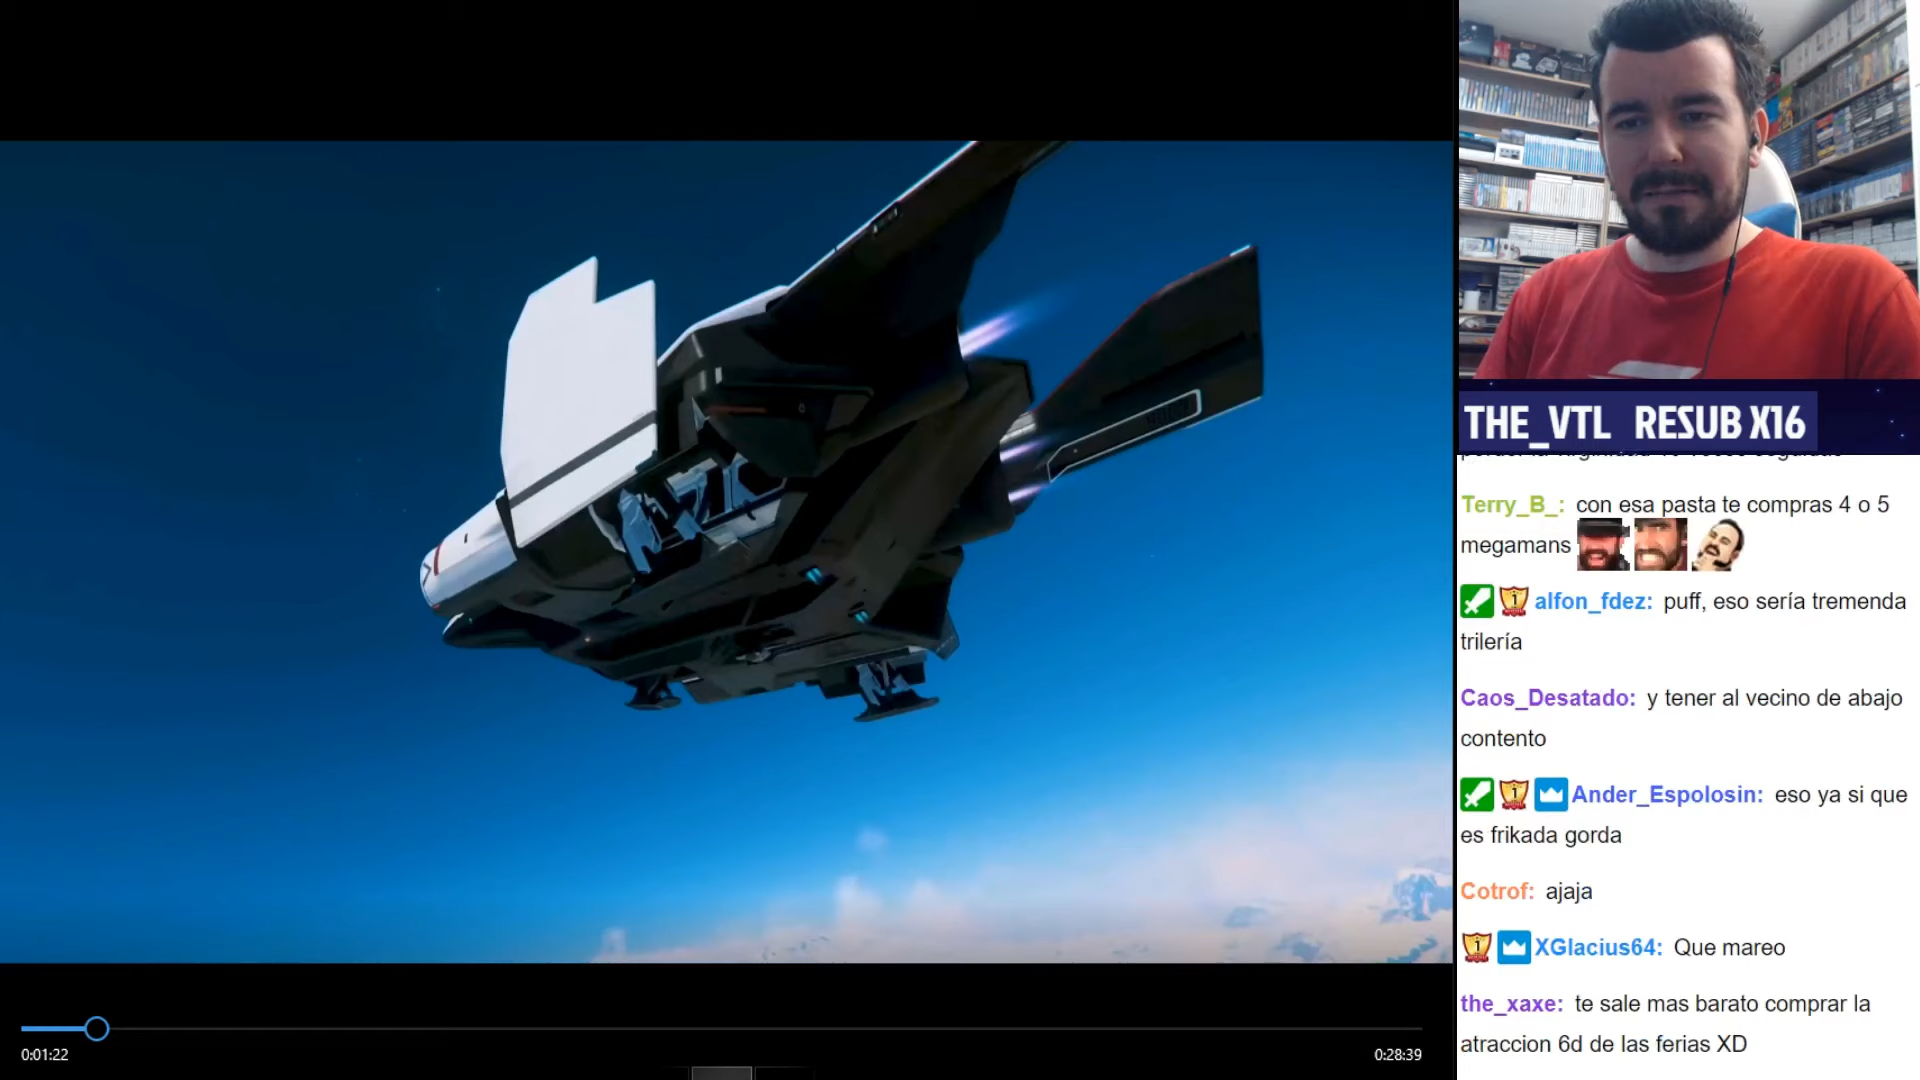 THE_VTL RESUB X16
Terry_B_: con esa pasta te compras 4 o 5
megamans
alfon_fdez: puff, eso sería tremenda
trilería
Caos_Desatado: y tener al vecino de abajo
contento
Ander_Espolosin: eso ya si que
es frikada gorda
Cotrof: ajaja
XGlacius64: Que mareo
the_xaxe: te sale mas barato comprar la
atraccion 6d de las ferias XD
0:01:22
0:28:39